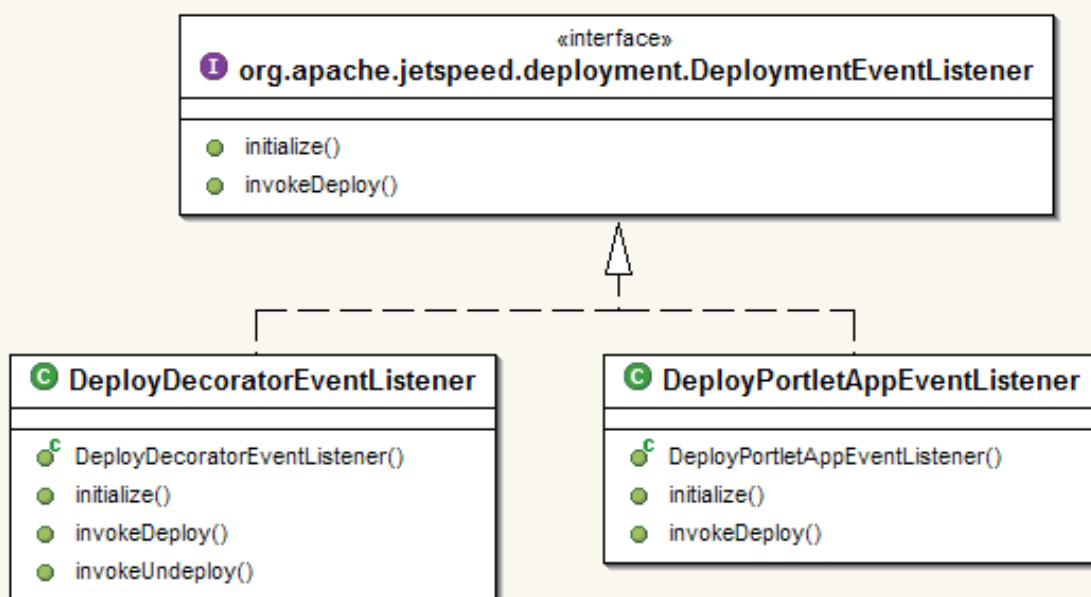 «interface»
I org.apache.jetspeed.deployment.DeploymentEventListener
initialize()
invokeDeploy()
C DeployDecoratorEventListener
C DeployDecoratorEventListener()
initialize()
invokeDeploy()
invokeUndeploy()
C DeployPortletAppEventListener
C DeployPortletAppEventListener()
initialize()
invokeDeploy()